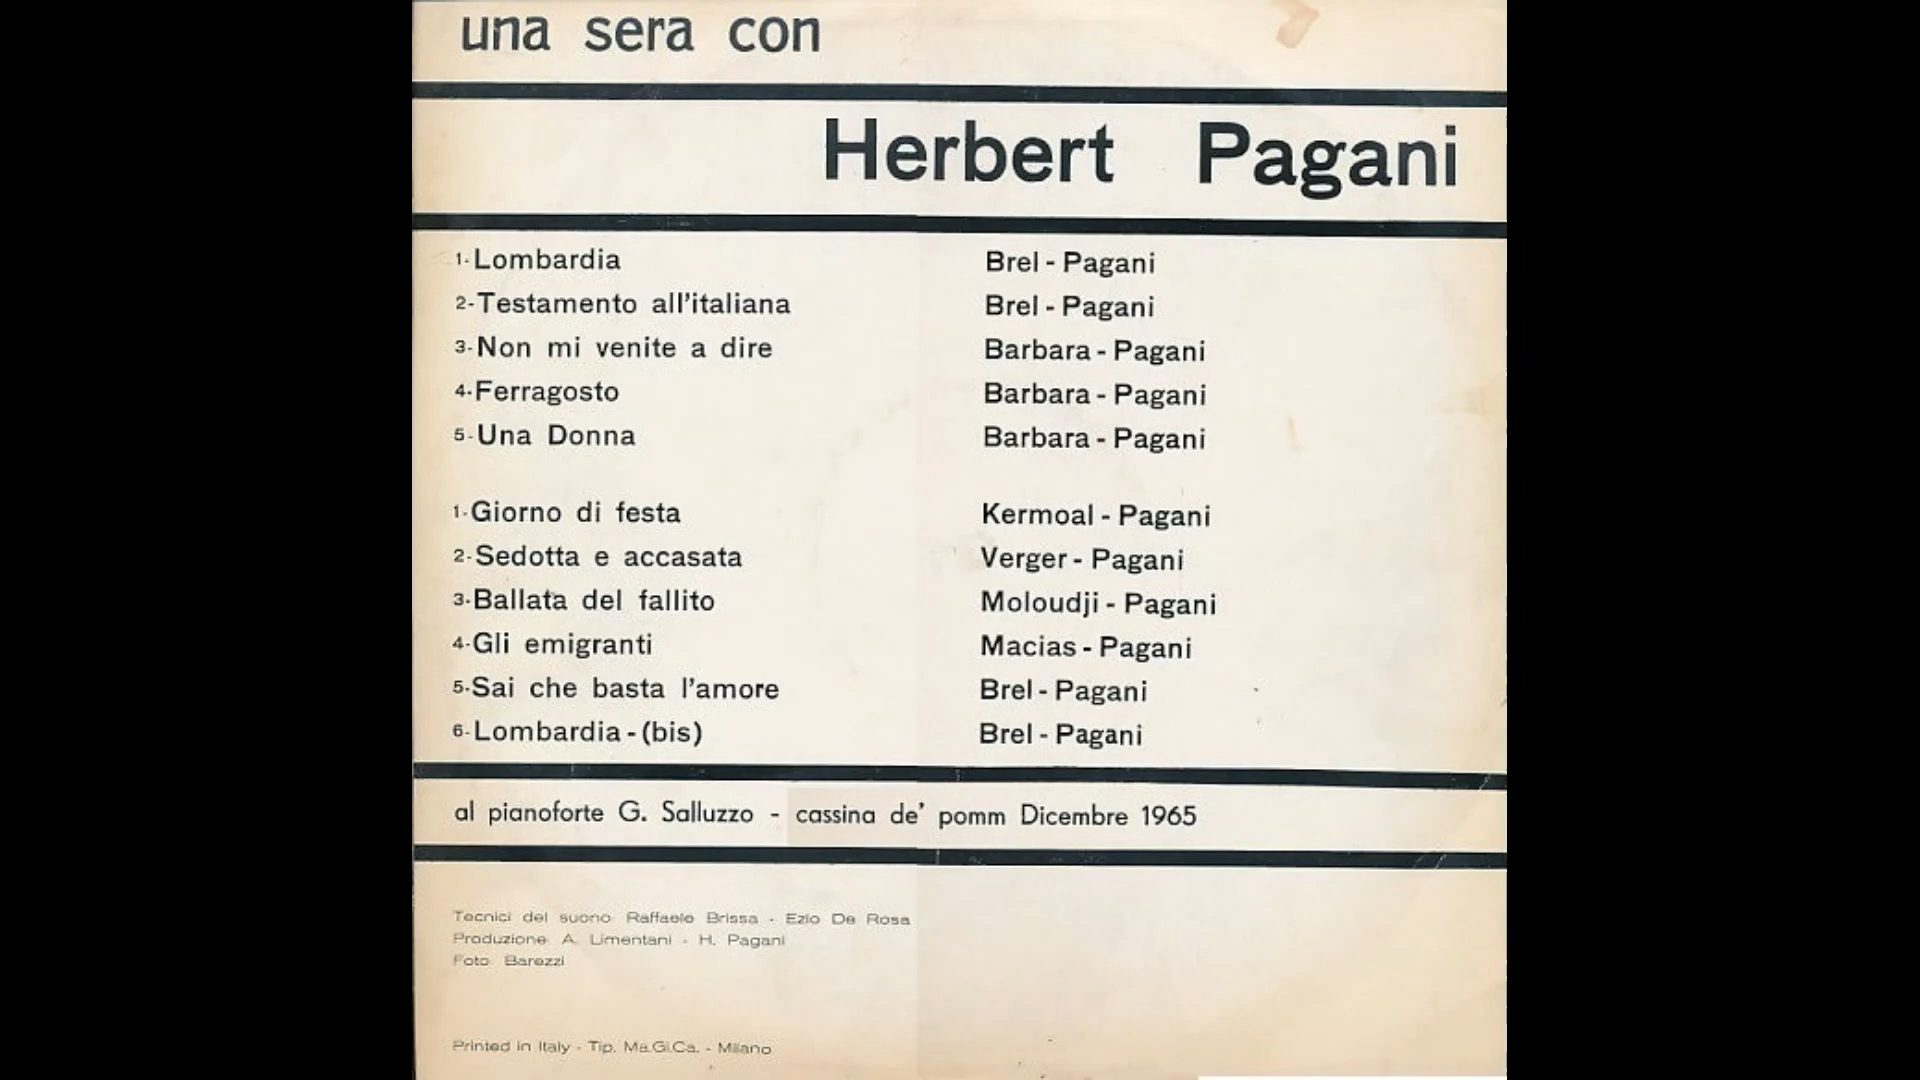 una sera con
Herbert Pagani
1-Lombardia Brel - Pagani
2-Testamento all'italiana Brel - Pagani
3-Non mi venite a dire Barbara - Pagani
4-Ferragosto Barbara - Pagani
5-Una Donna Barbara - Pagani
1-Giorno di festa Kermoal - Pagani
2-Sedotta e accasata Verger - Pagani
3-Ballata del fallito Moloudji - Pagani
4-Gli emigranti Macias - Pagani
5-Sai che basta l'amore Brel - Pagani
6-Lombardia - (bis) Brel - Pagani
al pianoforte G. Salluzzo - cassina de' pomm Dicembre 1965
Tecnici del suono Raffaele Brissa - Ezio De Rosa
Produzione A. Limentani - H. Pagani
Foto Barezzi
Printed in Italy - Tip. Ma.Gi.Ca. - Milano